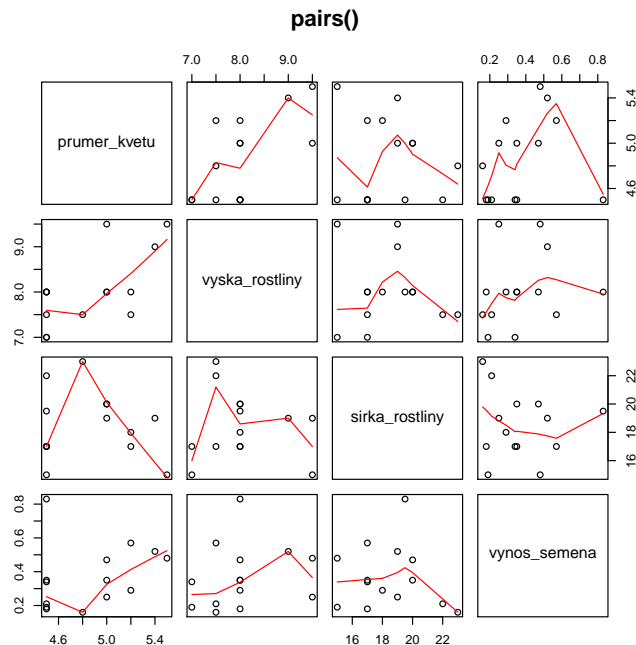 pairs()
7.0 9.0 0.2 0.4 0.6 0.8
prumer_kvetu
4.6 5.0 5.4
7.0 8.0 9.0
vyska_rostliny
sirka_rostliny
16 18 20 22
0.2 0.4 0.6 0.8
vynos_semena
4.6 5.0 5.4 16 18 20 22